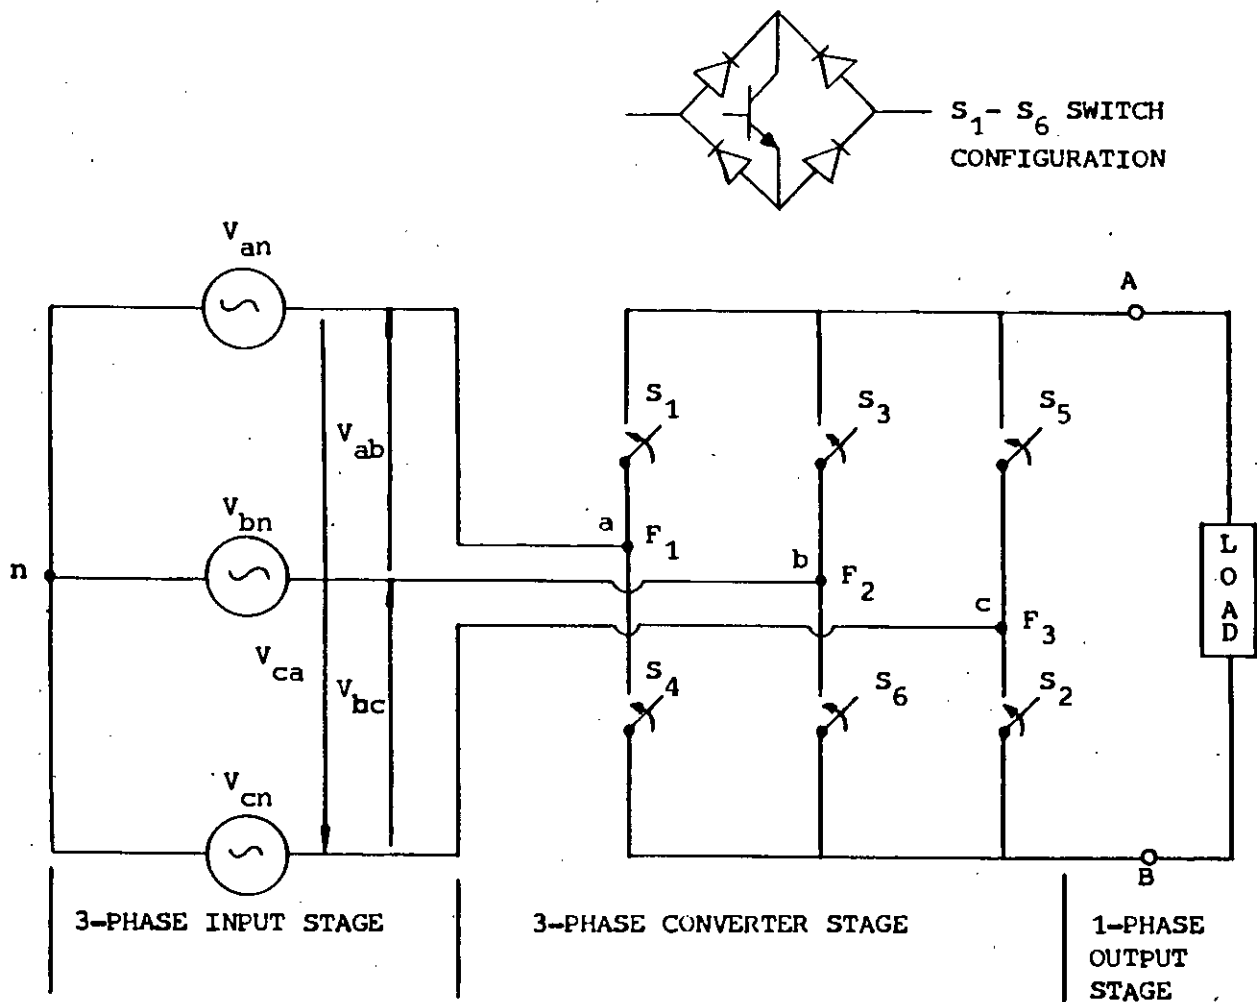 S1- S6 SWITCH
CONFIGURATION
Van
A
S1
S3
S5
Vab
Vbn
a
F1
b
F2
c
F3
n
LOAD
Vca
Vbc
S4
S6
S2
Vcn
B
3-PHASE INPUT STAGE
3-PHASE CONVERTER STAGE
1-PHASE
OUTPUT
STAGE